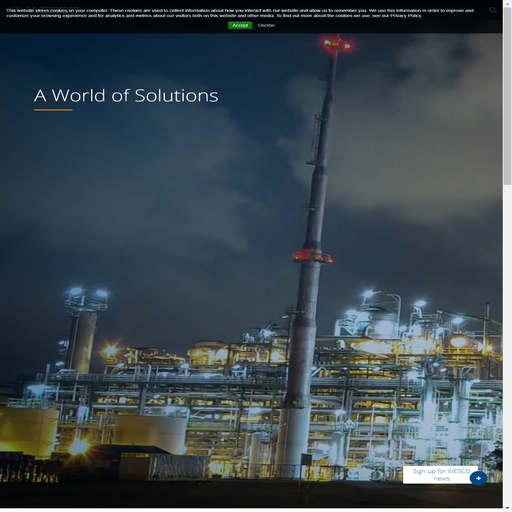 This website stores cookies on your computer. These cookies are used to collect information about how you interact with our website and allow us to remember you. We use this information in order to improve and
customize your browsing experience and for analytics and metrics about our visitors both on this website and other media. To find out more about the cookies we use, see our Privacy Policy.
Accept
Decline
A World of Solutions
Sign up for WESCO
news
+